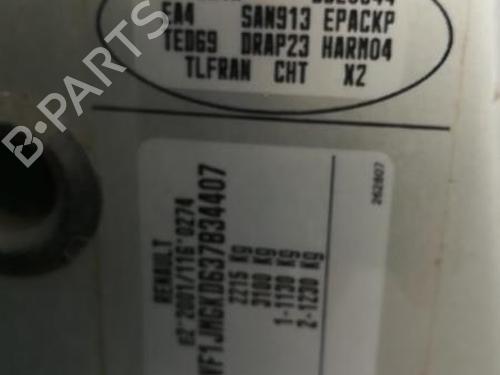 EA4 SAN913 EPACKP
TED69 DRAP23 HARM04
TLFRAN CHT X2
B-PARTS
262807
RENAULT
e2*2001/116*0274
VF1JMGKD637834407
2215 Kg
3100 Kg
1-1130 Kg
2-1230 Kg